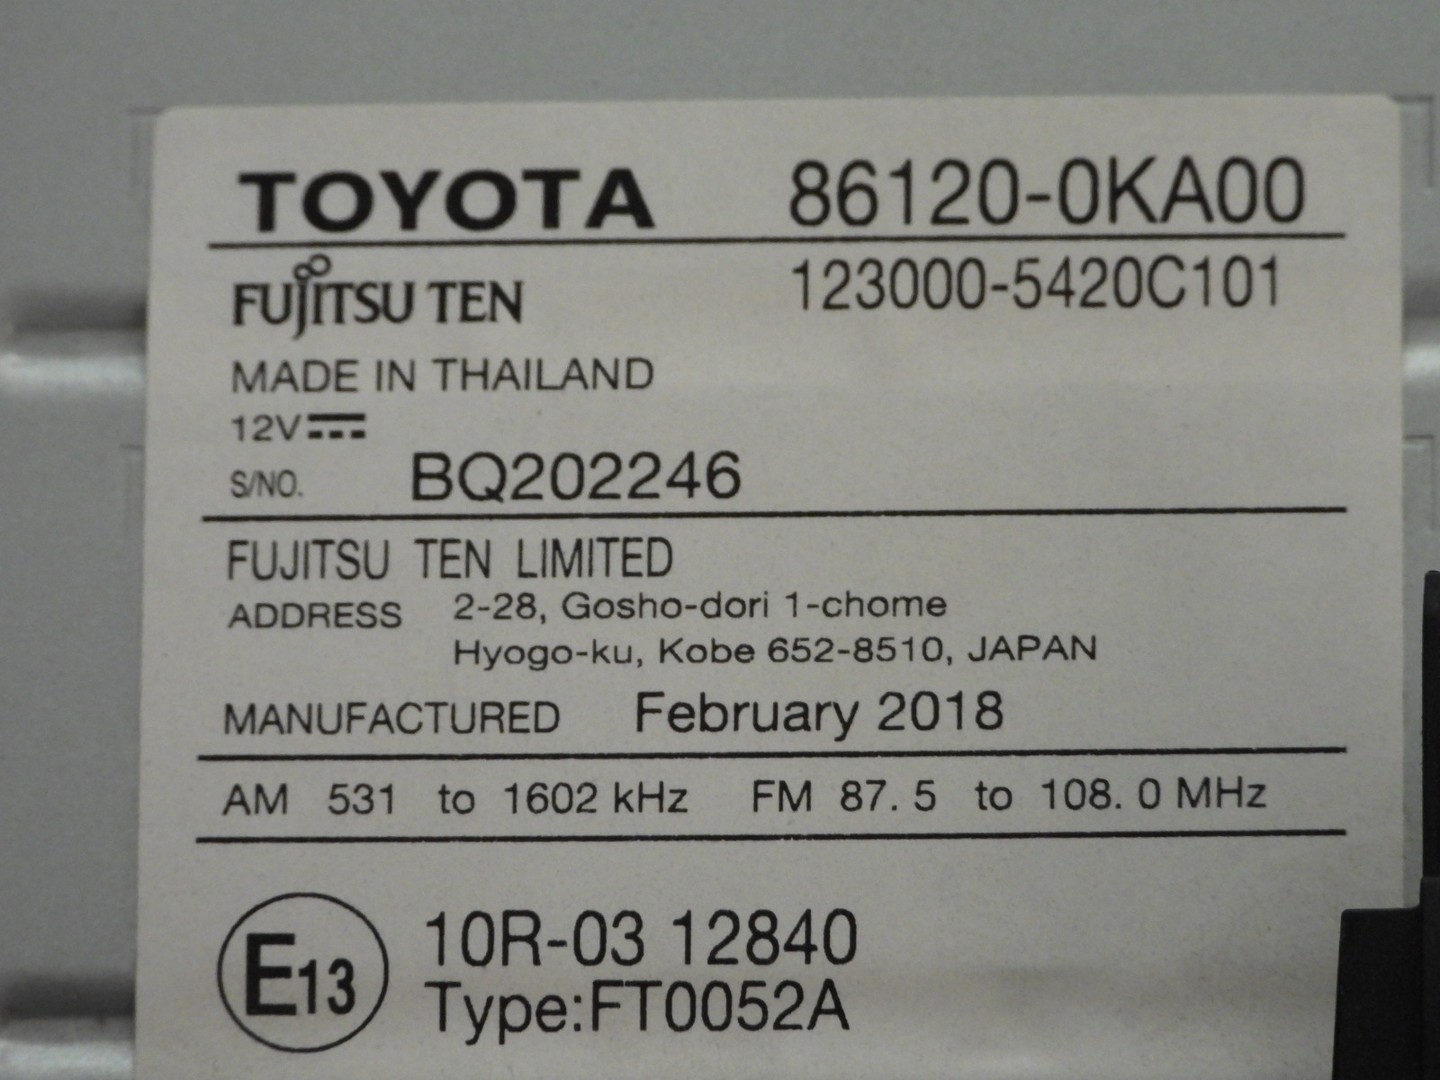 TOYOTA 86120-0KA00
FUJITSU TEN 123000-5420C101
MADE IN THAILAND
12V
S/NO. BQ202246
FUJITSU TEN LIMITED
ADDRESS 2-28, Gosho-dori 1-chome
Hyogo-ku, Kobe 652-8510, JAPAN
MANUFACTURED February 2018
AM 531 to 1602 kHz FM 87. 5 to 108. 0 MHz
E13 10R-03 12840
Type:FT0052A